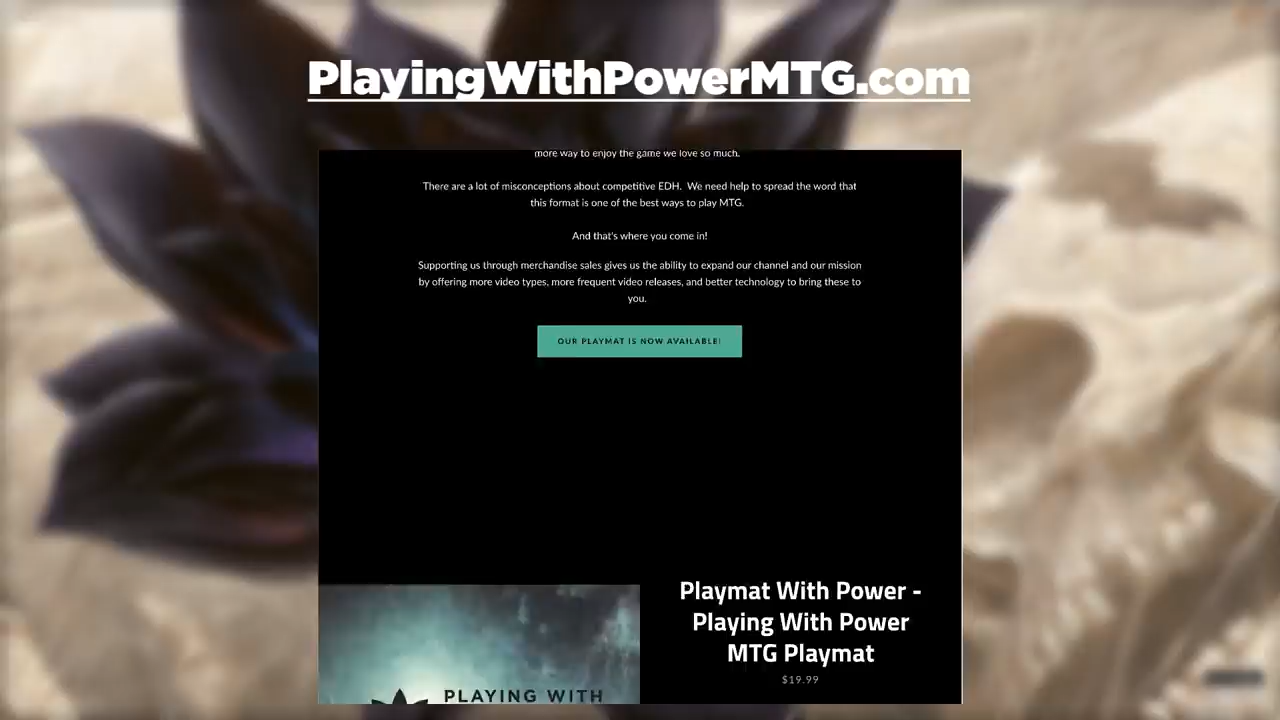 PlayingWithPowerMTG.com
more way to enjoy the game we love so much.
There are a lot of misconceptions about competitive EDH. We need help to spread the word that
this format is one of the best ways to play MTG.
And that's where you come in!
Supporting us through merchandise sales gives us the ability to expand our channel and our mission
by offering more video types, more frequent video releases, and better technology to bring these to
you.
OUR PLAYMAT IS NOW AVAILABLE!
Playmat With Power -
Playing With Power
MTG Playmat
$19.99
PLAYING WITH